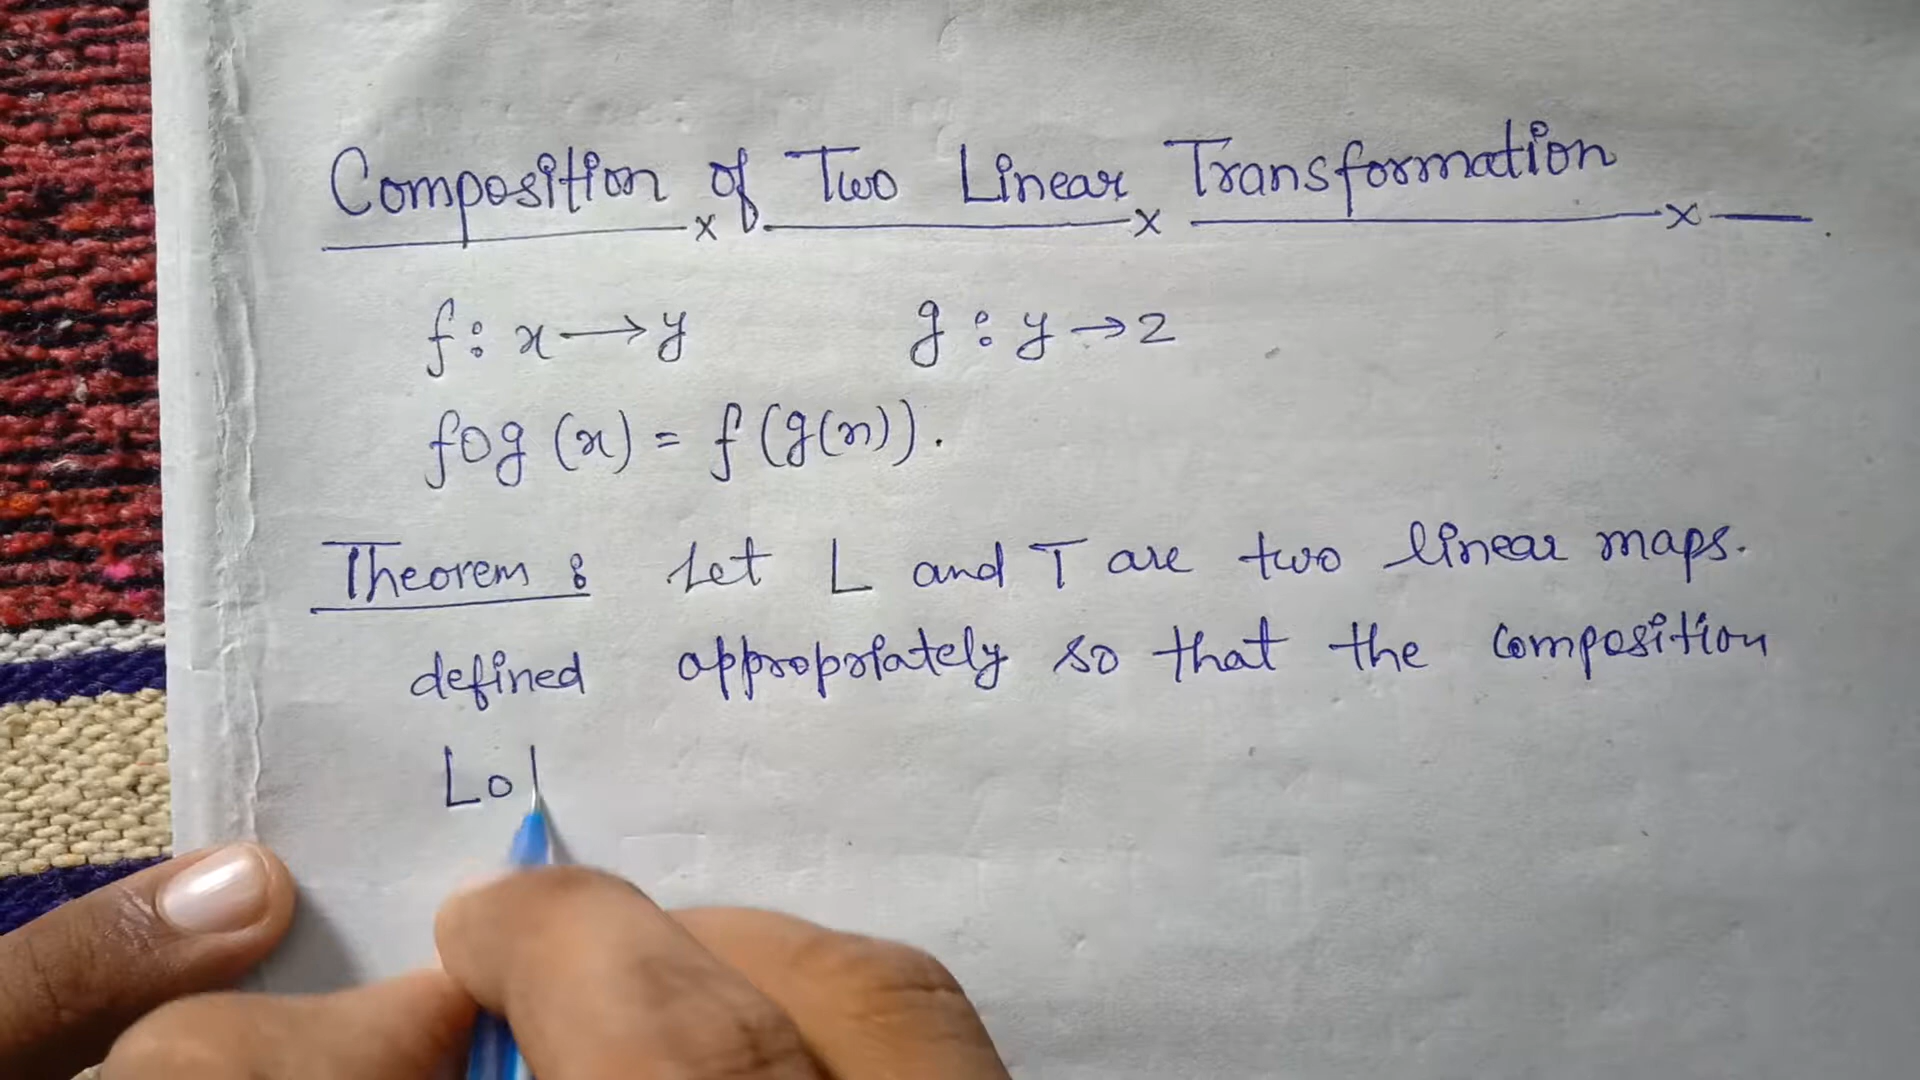 Composition of Two Linear Transformation
f : x → y g : y → z
fog (x) = f (g(x)).
Theorem : Let L and T are two linear maps.
defined appropriately so that the composition
Lo